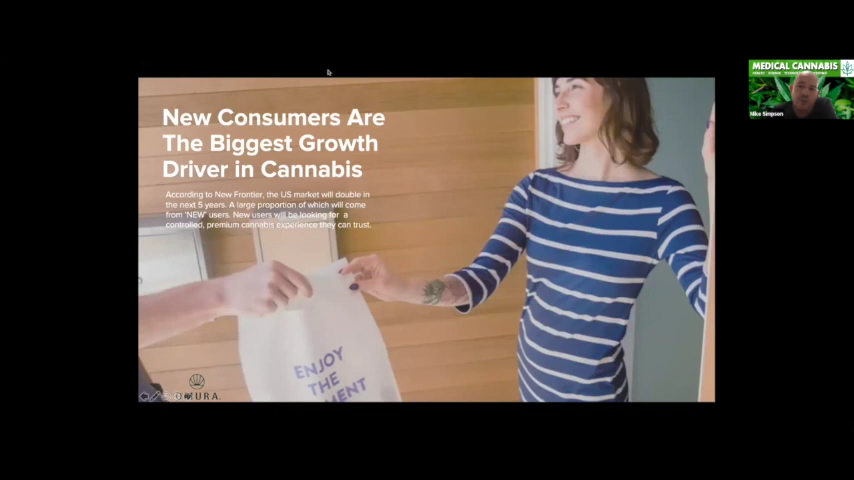 New Consumers Are
The Biggest Growth
Driver in Cannabis
According to New Frontier, the US market will double in
the next 5 years. A large proportion of which will come
from 'NEW' users. New users will be looking for a
controlled, premium cannabis experience they can trust.
ENJOY
THE
MENT
OMURA.
MEDICAL CANNABIS
Mike Simpson